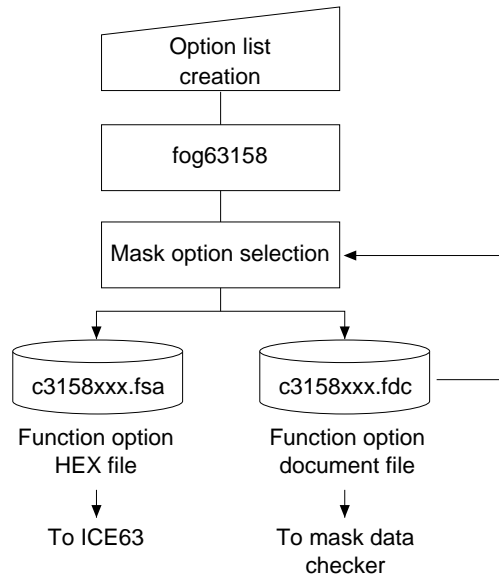 Option list
creation
fog63158
Mask option selection
c3158xxx.fsa
c3158xxx.fdc
Function option
HEX file
Function option
document file
To ICE63
To mask data
checker